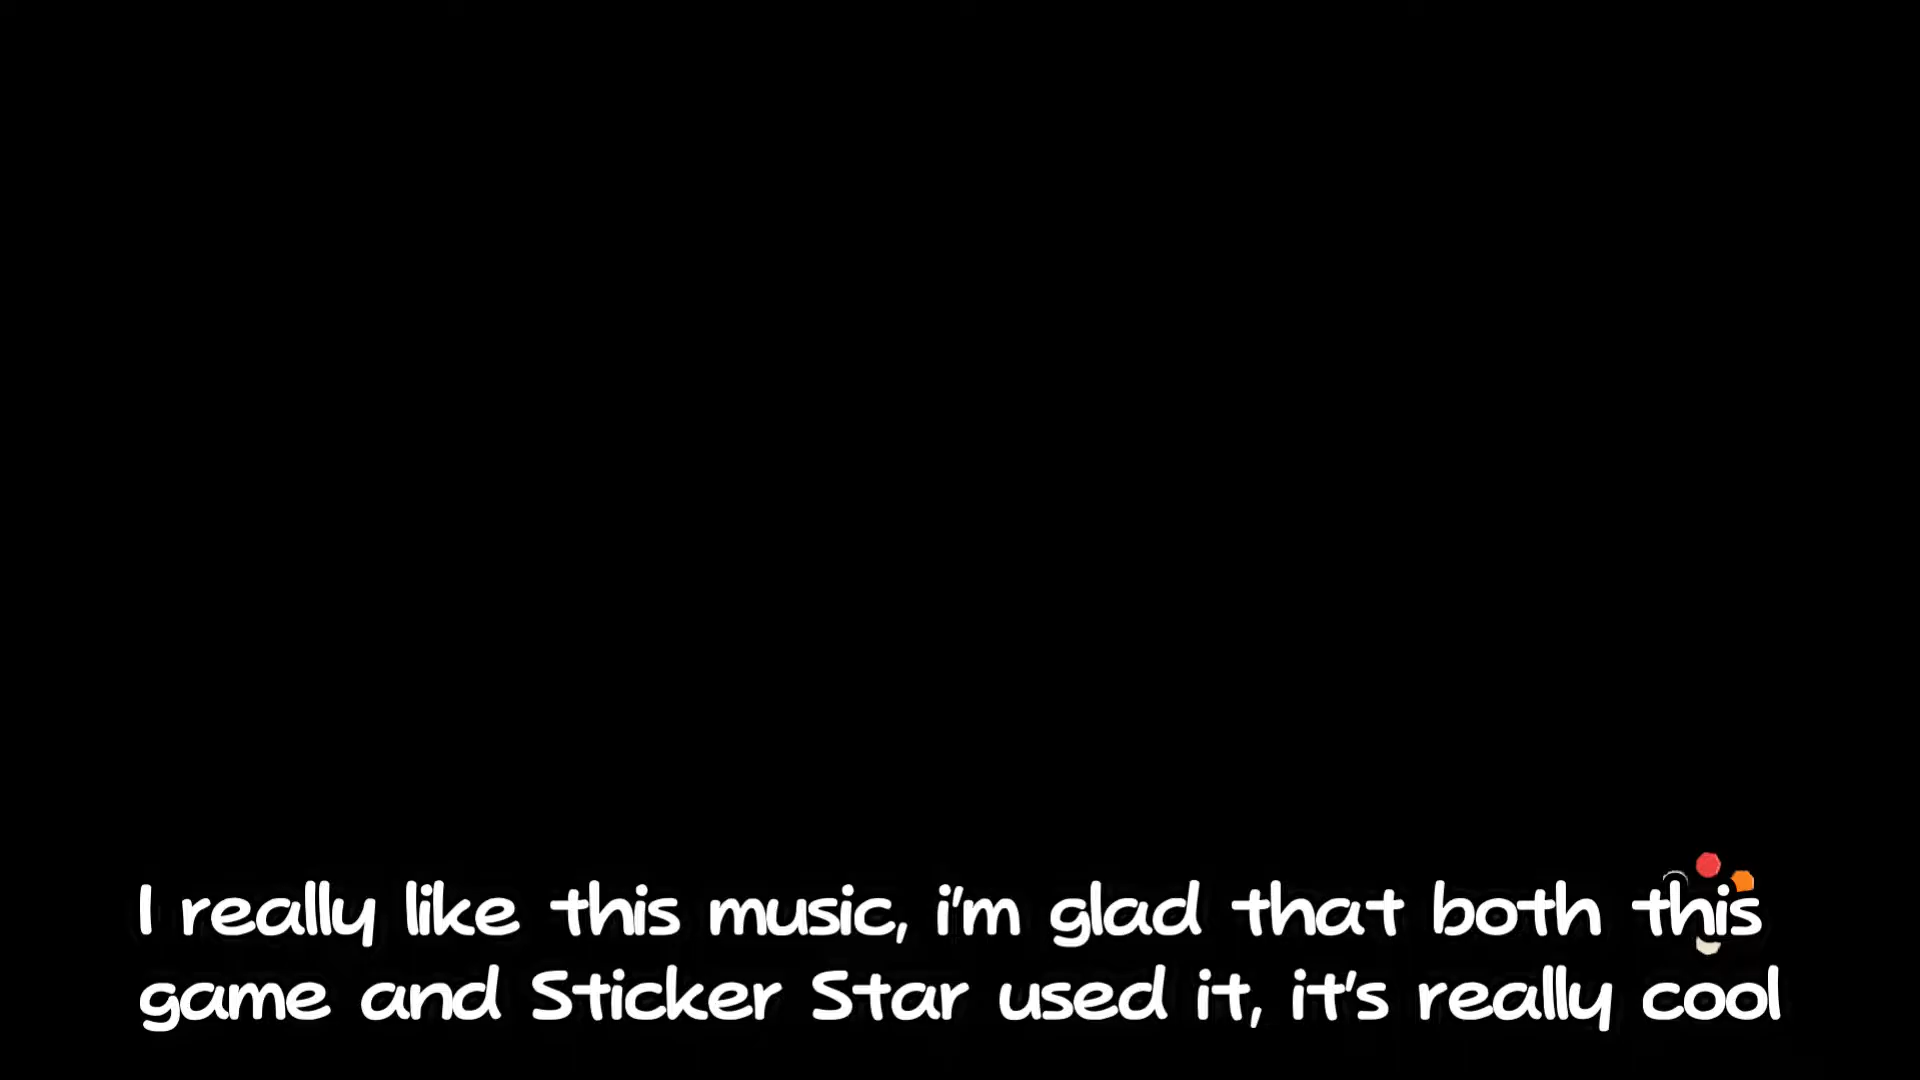 I really like this music, i'm glad that both this
game and Sticker Star used it, it's really cool